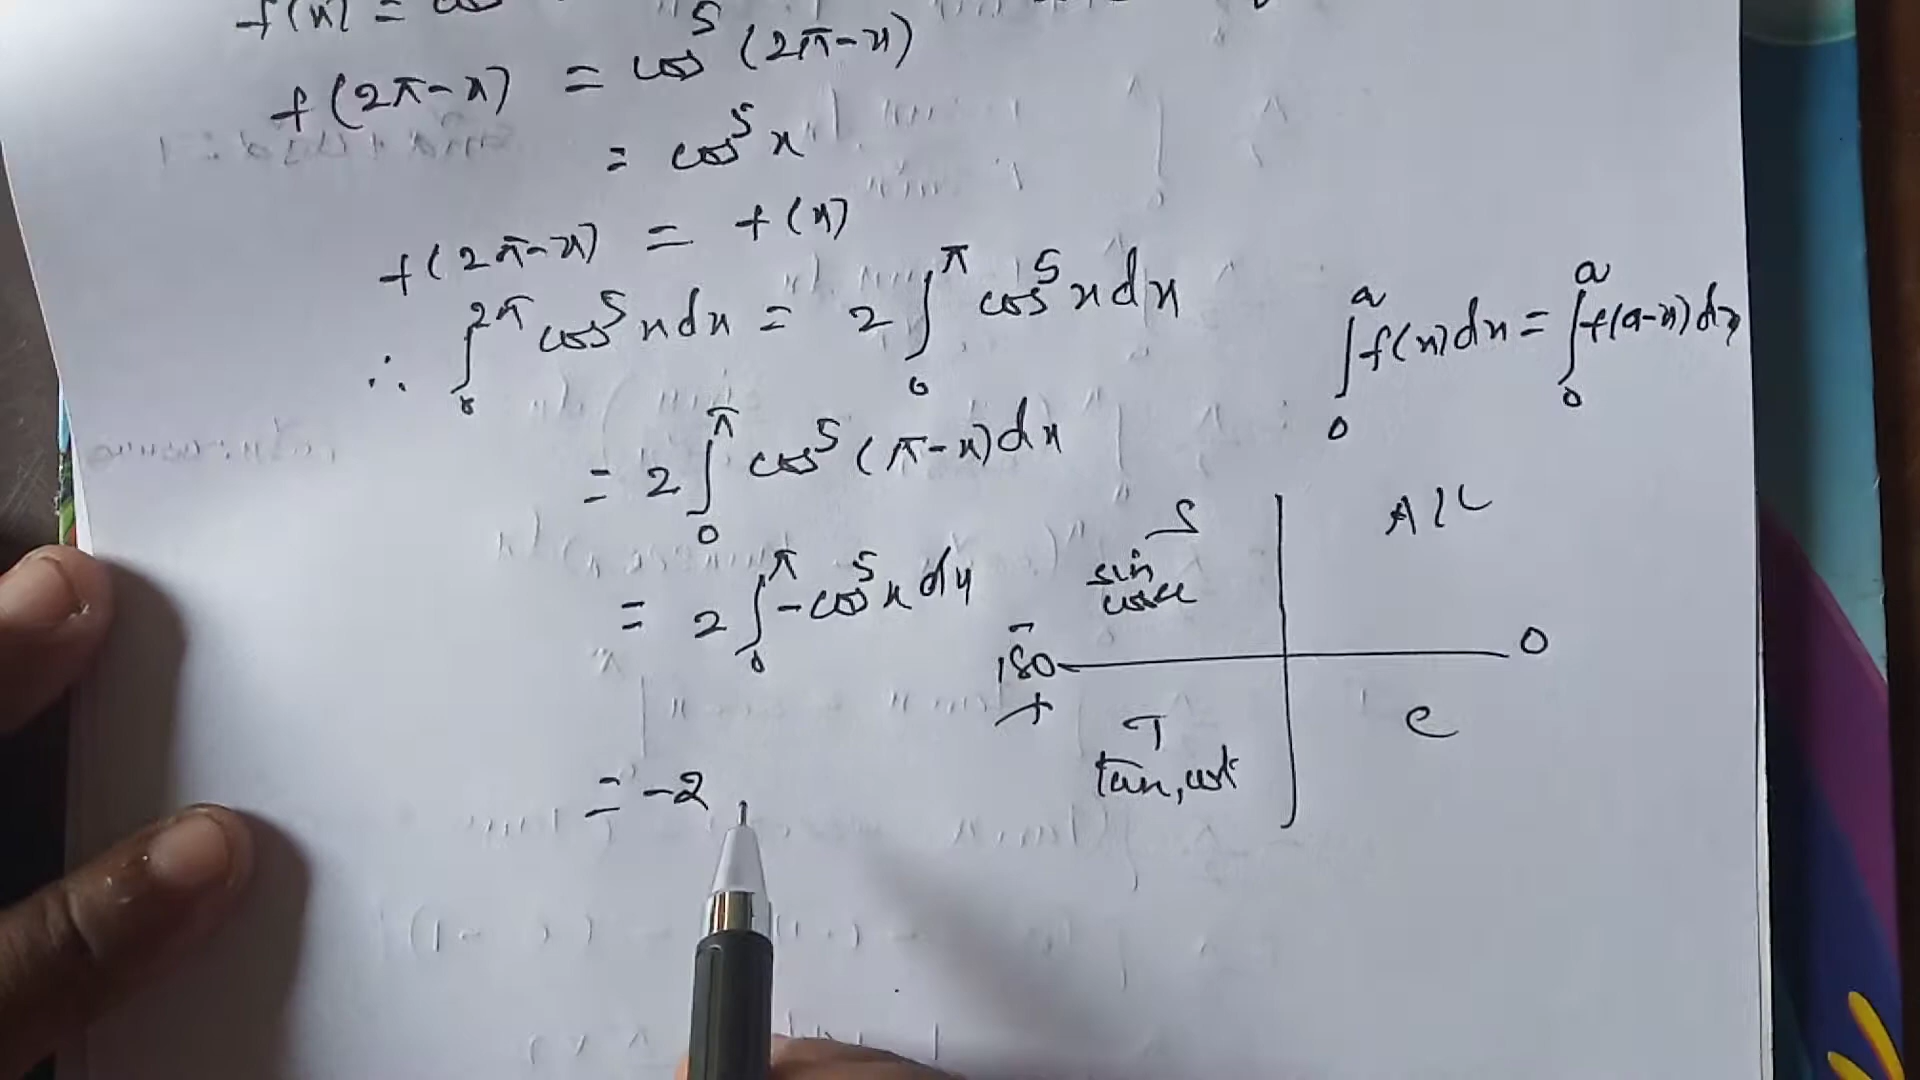 f(x) = cos
f(2π-x) = cos⁵(2π-x)
= cos⁵x
f(2π-x) = f(x)
∴ ∫₀^2π cos⁵x dx = 2∫₀^π cos⁵x dx
∫₀^a f(x)dx = ∫₀^a f(a-x)dx
= 2∫₀^π cos⁵(π-x)dx
= 2∫₀^π -cos⁵x dx
= -2
S
All
sin
cosec
-
180
+
0
T
tan, cot
C